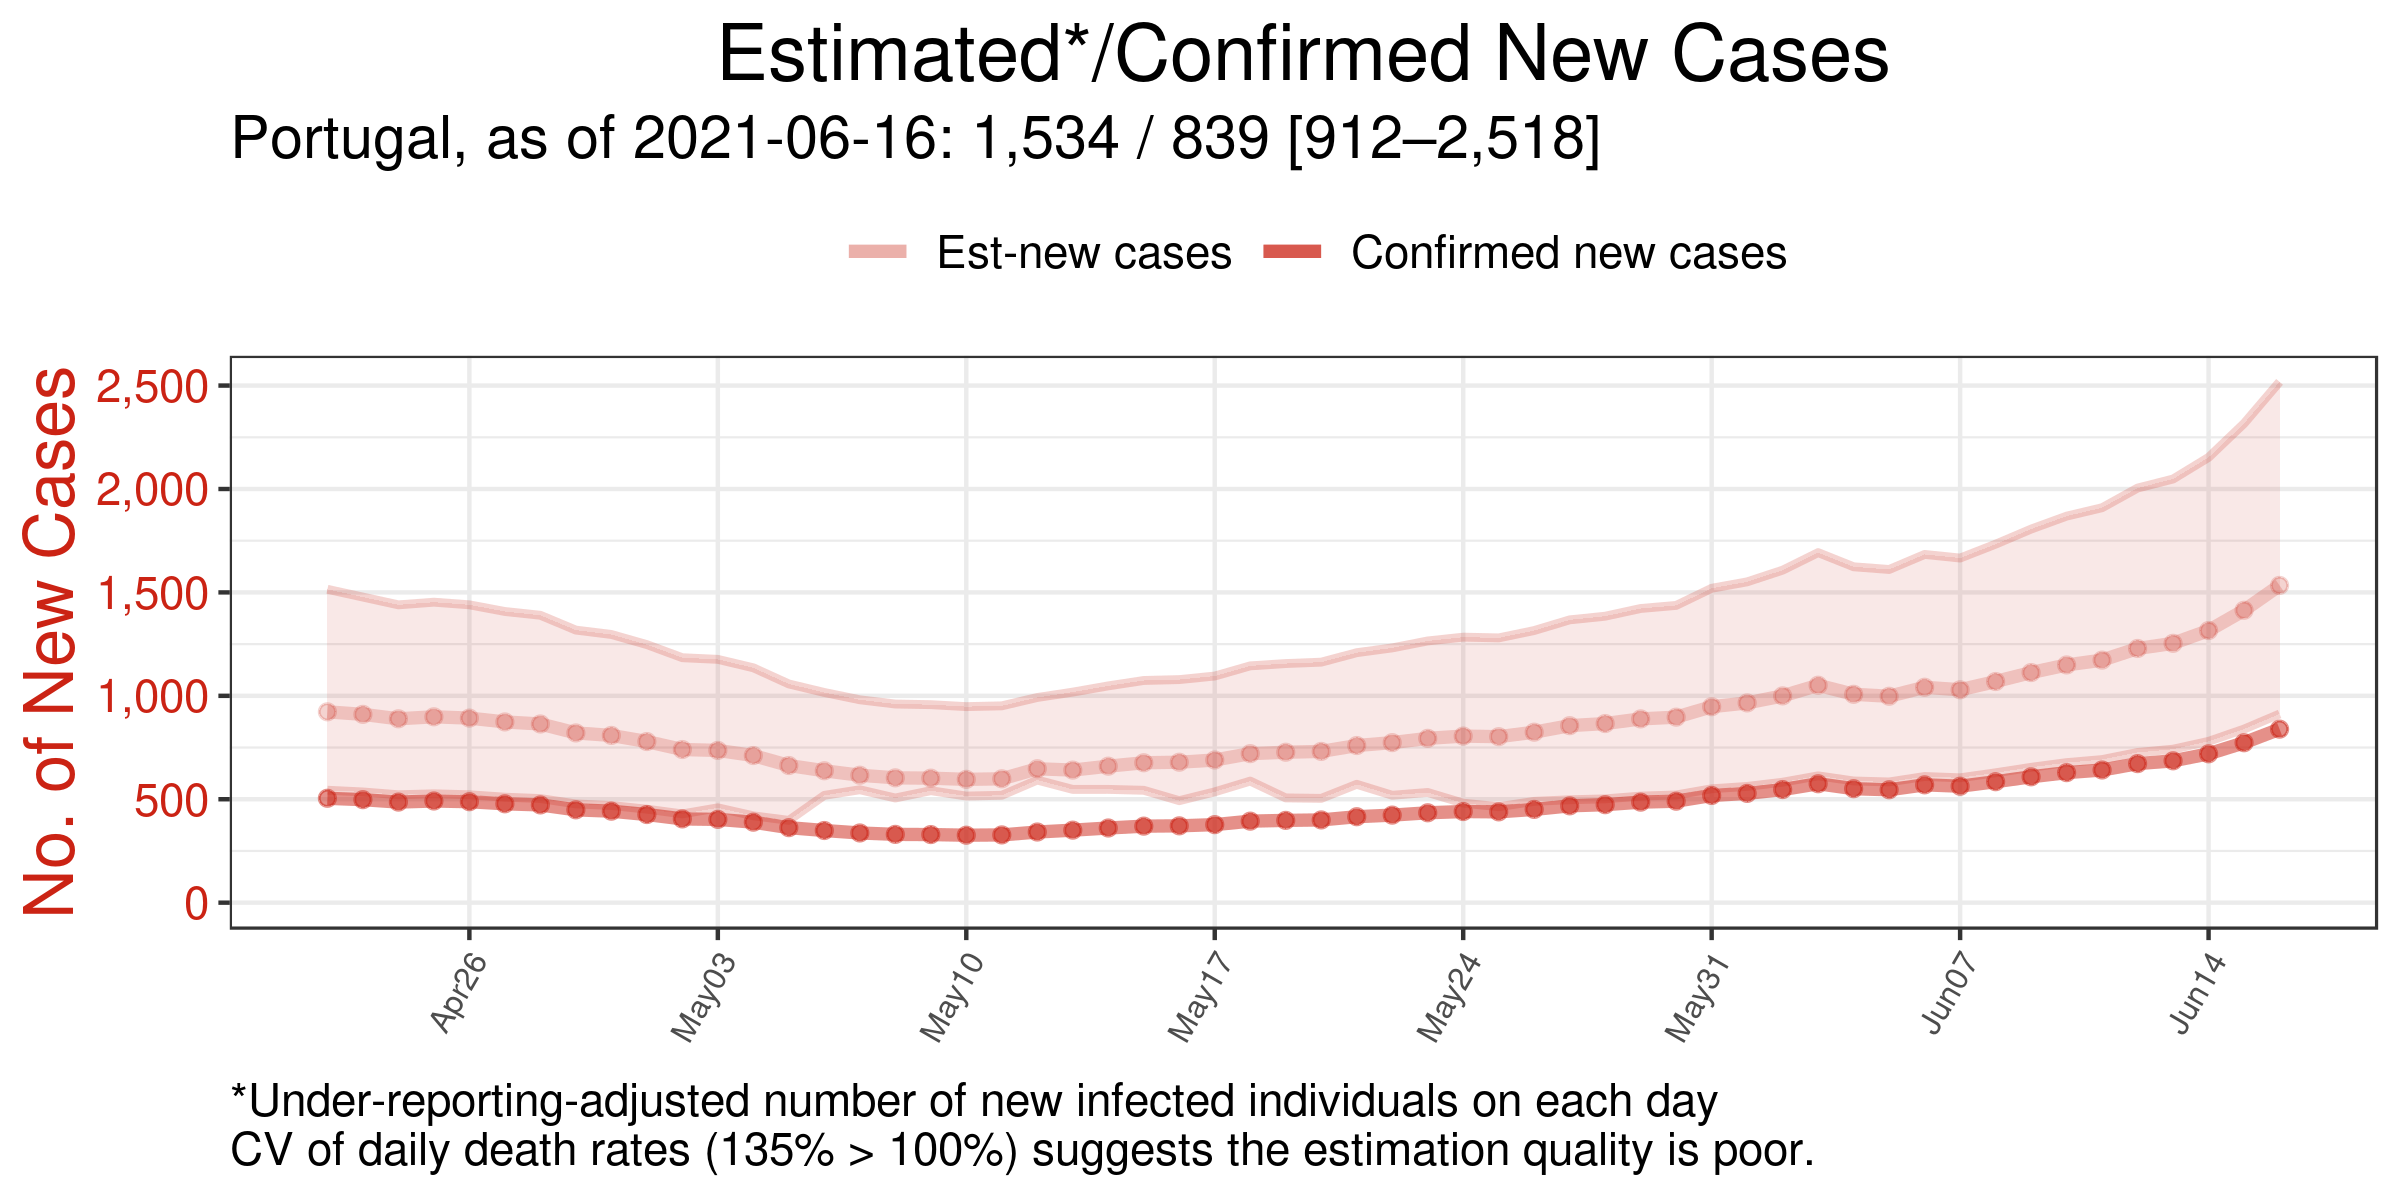 Estimated*/Confirmed New Cases
Portugal, as of 2021-06-16: 1,534 / 839 [912–2,518]
Est-new cases
Confirmed new cases
No. of New Cases
2,500
2,000
1,500
1,000
500
0
Apr26
May03
May10
May17
May24
May31
Jun07
Jun14
*Under-reporting-adjusted number of new infected individuals on each day
CV of daily death rates (135% > 100%) suggests the estimation quality is poor.